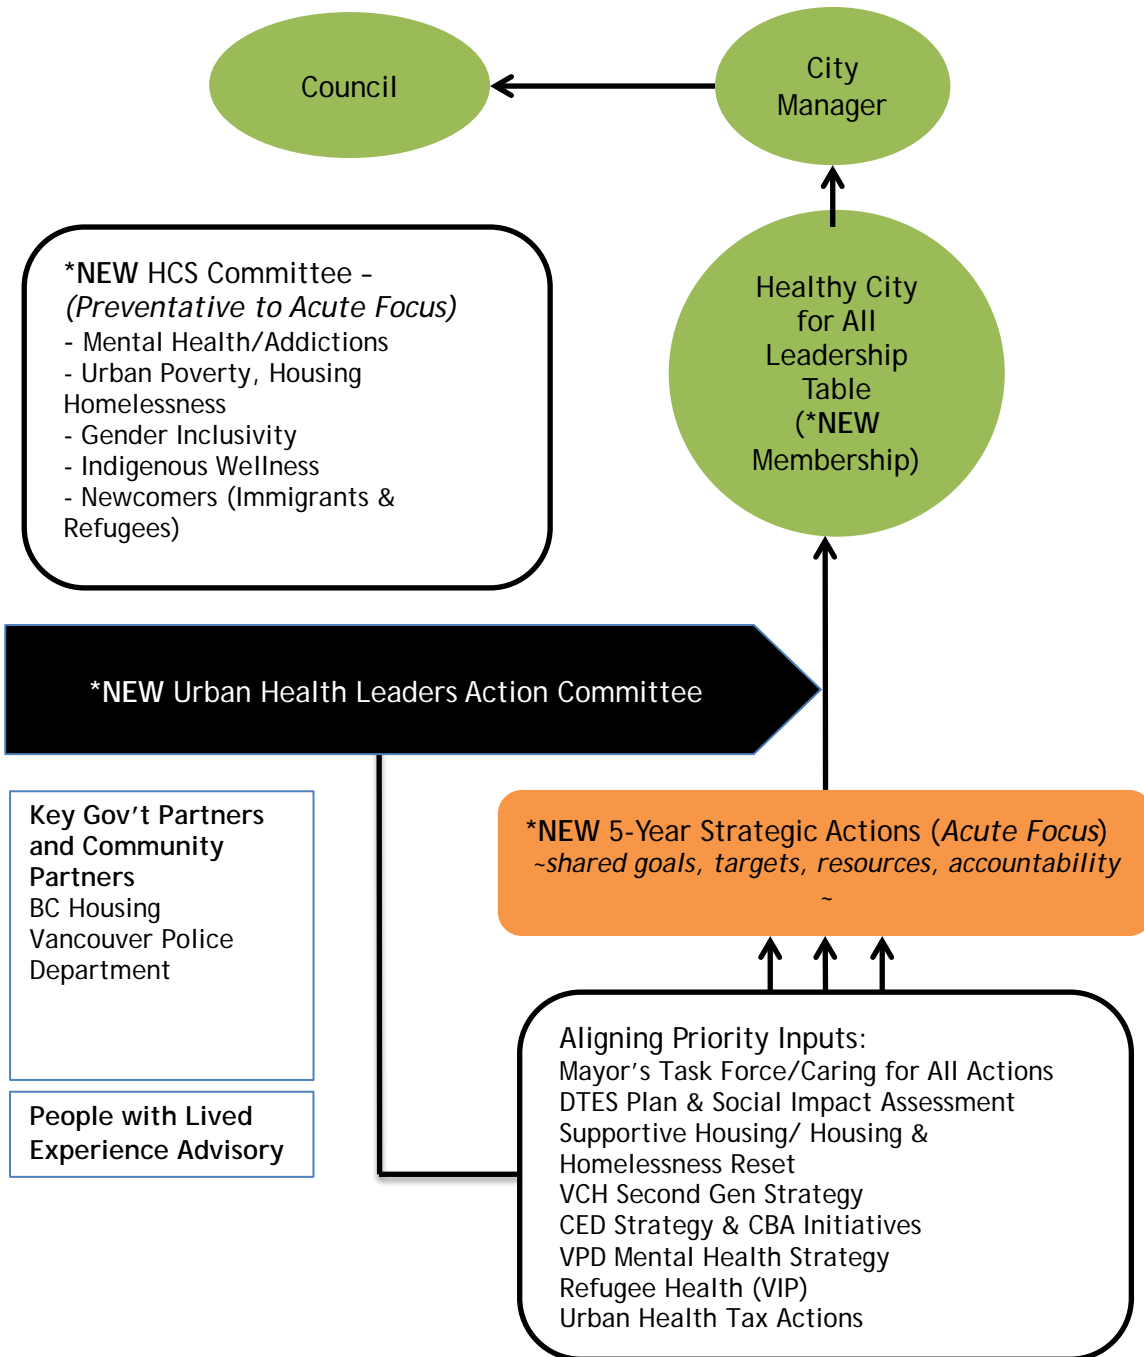 Council
City
Manager
*NEW HCS Committee –
(Preventative to Acute Focus)
- Mental Health/Addictions
- Urban Poverty, Housing
Homelessness
- Gender Inclusivity
- Indigenous Wellness
- Newcomers (Immigrants &
Refugees)
Healthy City
for All
Leadership
Table
(*NEW
Membership)
*NEW Urban Health Leaders Action Committee
Key Gov't Partners
and Community
Partners
BC Housing
Vancouver Police
Department
People with Lived
Experience Advisory
*NEW 5-Year Strategic Actions (Acute Focus)
~shared goals, targets, resources, accountability
~
Aligning Priority Inputs:
Mayor's Task Force/Caring for All Actions
DTES Plan & Social Impact Assessment
Supportive Housing/ Housing &
Homelessness Reset
VCH Second Gen Strategy
CED Strategy & CBA Initiatives
VPD Mental Health Strategy
Refugee Health (VIP)
Urban Health Tax Actions